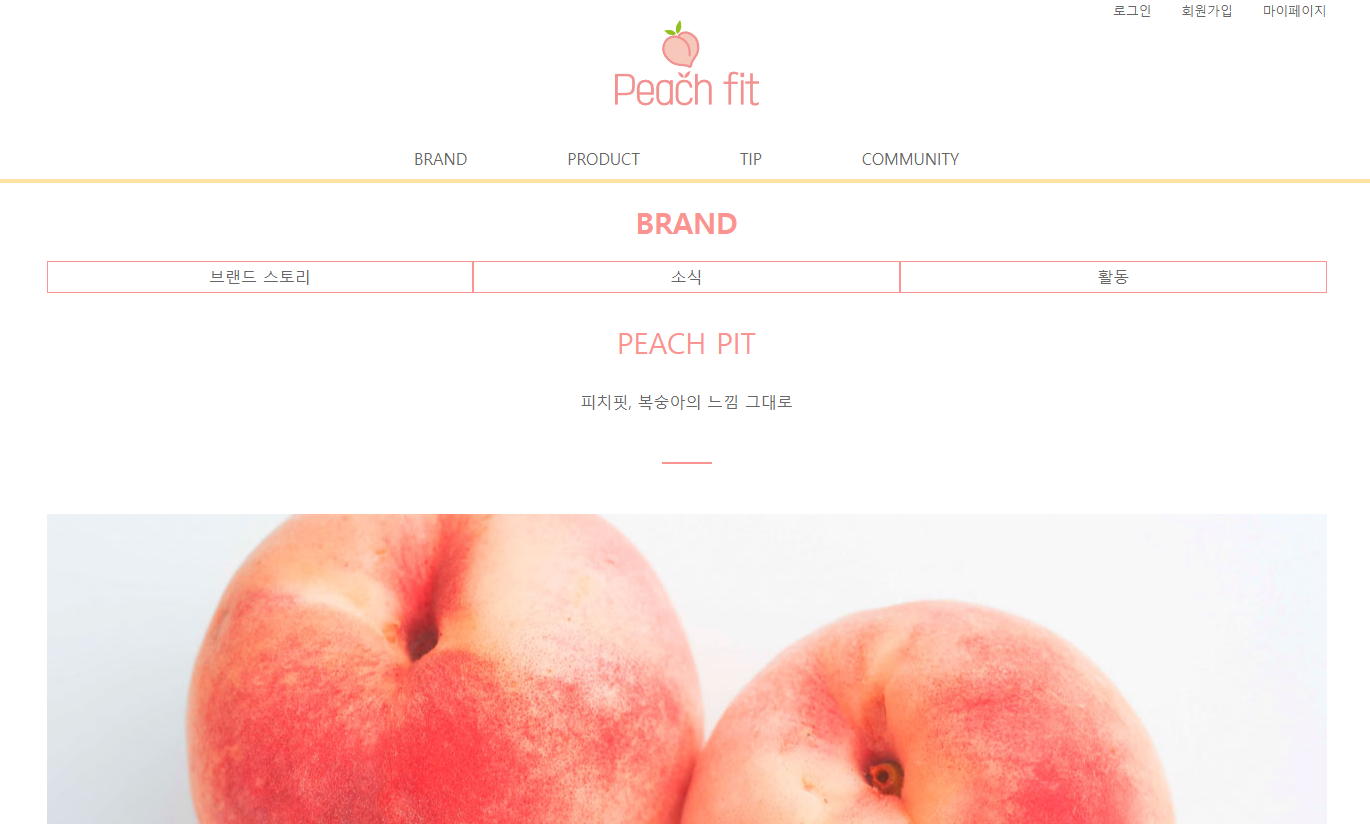 로그인 회원가입 마이페이지
Peach fit
BRAND PRODUCT TIP COMMUNITY
BRAND
브랜드 스토리 소식 활동
PEACH PIT
피치핏, 복숭아의 느낌 그대로